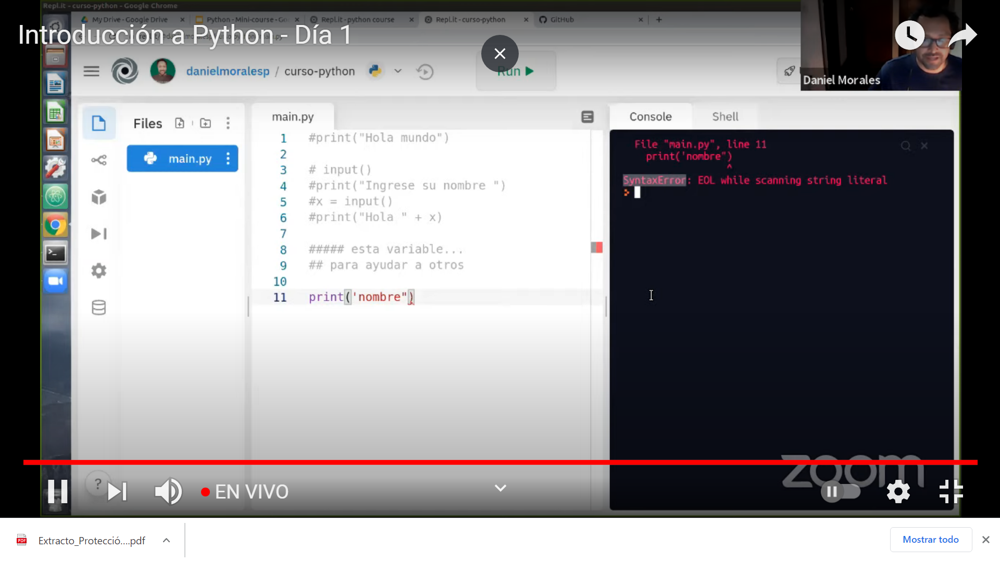 Repl.it - curso-python - Google Chrome
My Drive - Google Drive
Python - Mini-course - Go
Repl.it - python course
Repl.it - curso-python
GitHub
Introducción a Python - Día 1
danielmoralesp / curso-python
Run
Daniel Morales
Files
main.py
main.py
Console
Shell
1 #print("Hola mundo")
2
3 # input()
4 #print("Ingrese su nombre ")
5 #x = input()
6 #print("Hola " + x)
7
8 ##### esta variable...
9 ## para ayudar a otros
10
11 print('nombre")
File "main.py", line 11
print('nombre")
^
SyntaxError: EOL while scanning string literal
zoom
?
EN VIVO
Extracto_Protecció....pdf
Mostrar todo